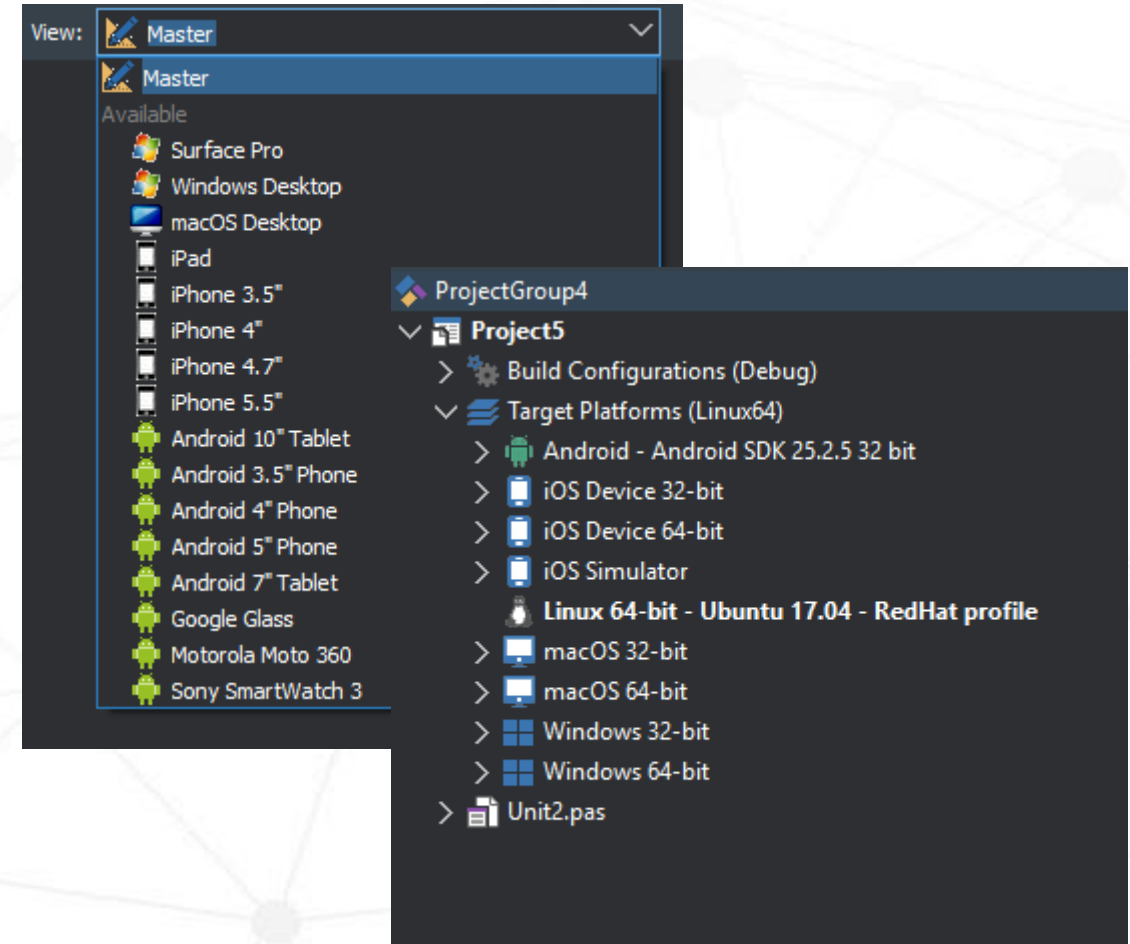 View: Master
Master
Available
Surface Pro
Windows Desktop
macOS Desktop
iPad
iPhone 3.5"
iPhone 4"
iPhone 4.7"
iPhone 5.5"
Android 10" Tablet
Android 3.5" Phone
Android 4" Phone
Android 5" Phone
Android 7" Tablet
Google Glass
Motorola Moto 360
Sony SmartWatch 3
ProjectGroup4
Project5
Build Configurations (Debug)
Target Platforms (Linux64)
Android - Android SDK 25.2.5 32 bit
iOS Device 32-bit
iOS Device 64-bit
iOS Simulator
Linux 64-bit - Ubuntu 17.04 - RedHat profile
macOS 32-bit
macOS 64-bit
Windows 32-bit
Windows 64-bit
Unit2.pas